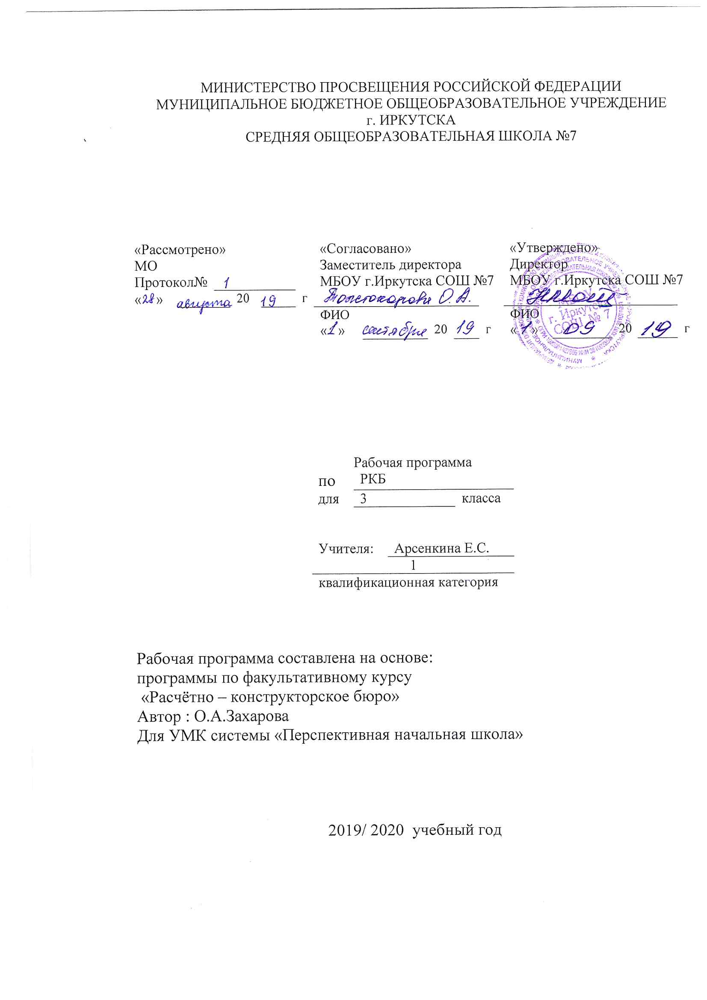 МИНИСТЕРСТВО ПРОСВЕЩЕНИЯ РОССИЙСКОЙ ФЕДЕРАЦИИ
МУНИЦИПАЛЬНОЕ БЮДЖЕТНОЕ ОБЩЕОБРАЗОВАТЕЛЬНОЕ УЧРЕЖДЕНИЕ
г. ИРКУТСКА
СРЕДНЯЯ ОБЩЕОБРАЗОВАТЕЛЬНАЯ ШКОЛА №7
«Рассмотрено»
МО
Протокол№ 1
«28» августа 20 19 г
«Согласовано»
Заместитель директора
МБОУ г.Иркутска СОШ №7
О. А.
ФИО
«1» сентября 20 19 г
«Утверждено»
Директор
МБОУ г.Иркутска СОШ №7
ФИО
«1» 09 20 19 г
г. Иркутска
СОШ № 7
Рабочая программа
по РКБ
для 3 класса
Учителя: Арсенкина Е.С.
1
квалификационная категория
Рабочая программа составлена на основе:
программы по факультативному курсу
«Расчётно – конструкторское бюро»
Автор : О.А.Захарова
Для УМК системы «Перспективная начальная школа»
2019/ 2020 учебный год